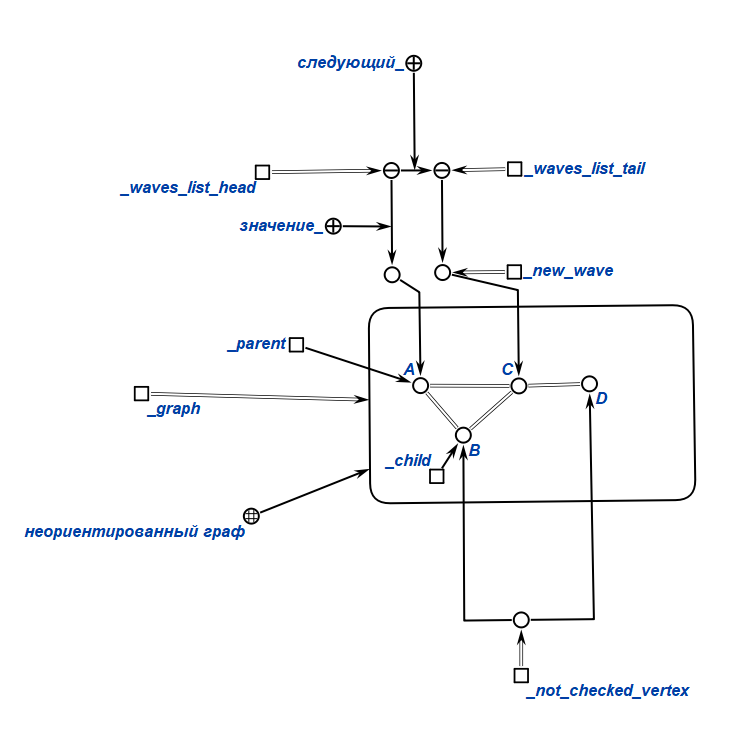 следующий_
_waves_list_head
_waves_list_tail
значение_
_new_wave
_parent
A
C
_graph
D
B
_child
неориентированный граф
_not_checked_vertex